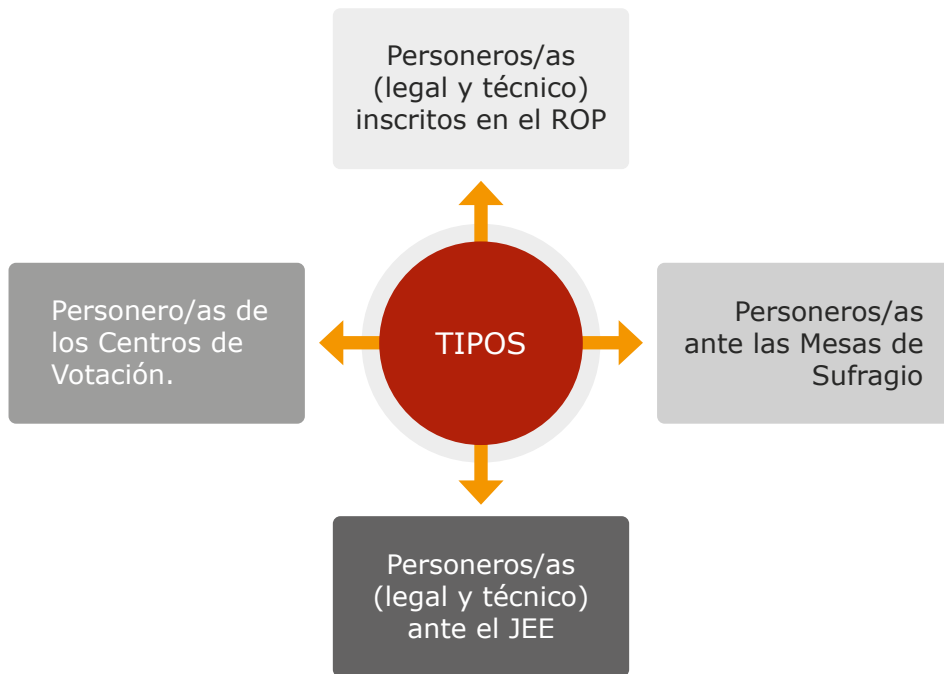 Personeros/as
(legal y técnico)
inscritos en el ROP
Personero/as de
los Centros de
Votación.
TIPOS
Personeros/as
ante las Mesas de
Sufragio
Personeros/as
(legal y técnico)
ante el JEE